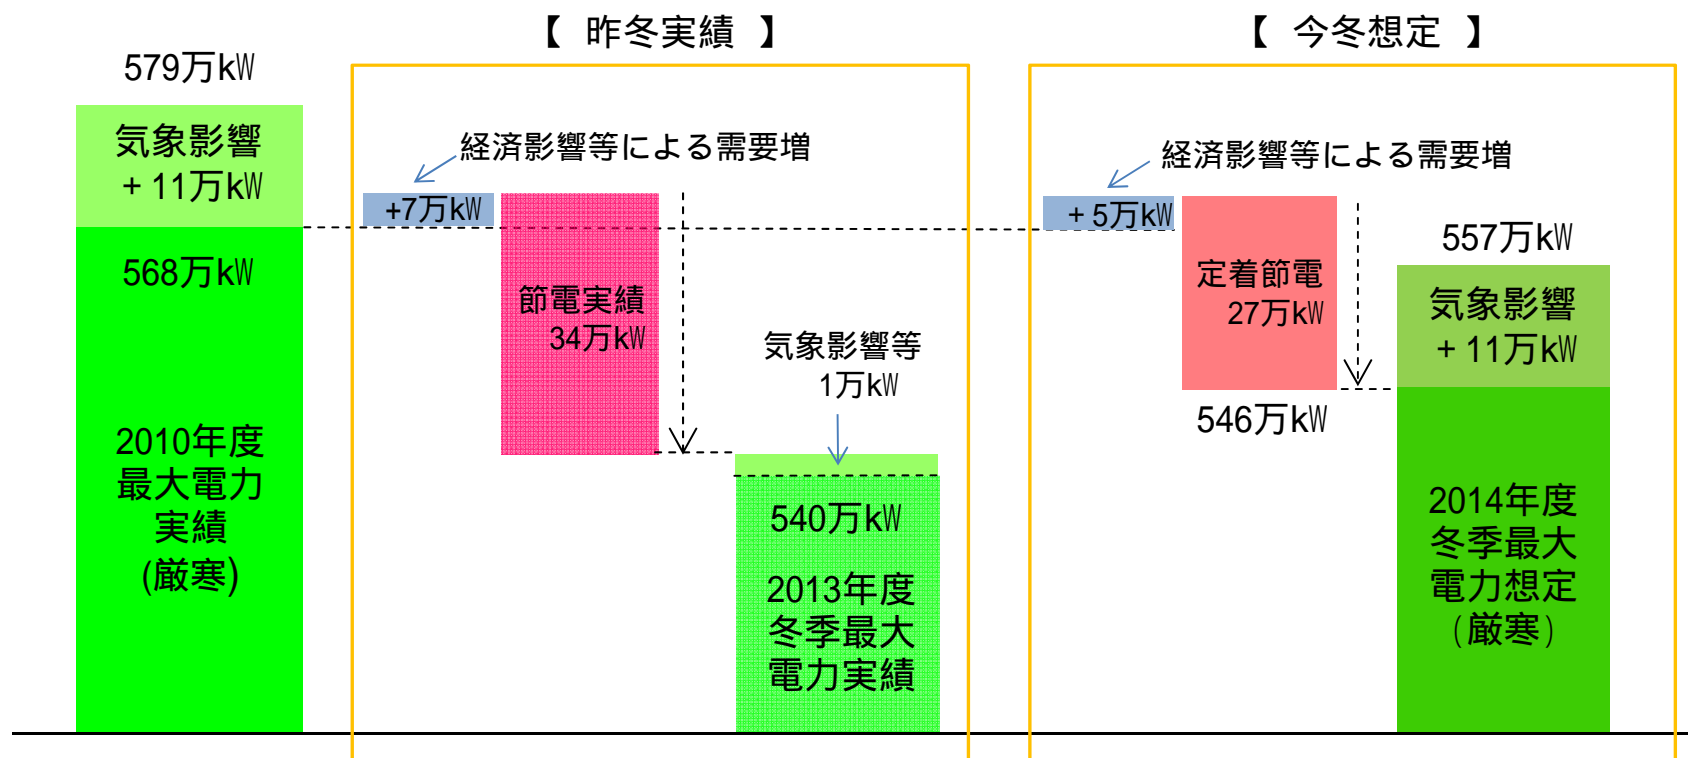 【 昨冬実績 】
【 今冬想定 】
579万kW
気象影響
+ 11万kW
568万kW
2010年度
最大電力
実績
(厳寒)
経済影響等による需要増
+7万kW
節電実績
34万kW
気象影響等
1万kW
540万kW
2013年度
冬季最大
電力実績
経済影響等による需要増
+ 5万kW
定着節電
27万kW
546万kW
557万kW
気象影響
+ 11万kW
2014年度
冬季最大
電力想定
(厳寒)